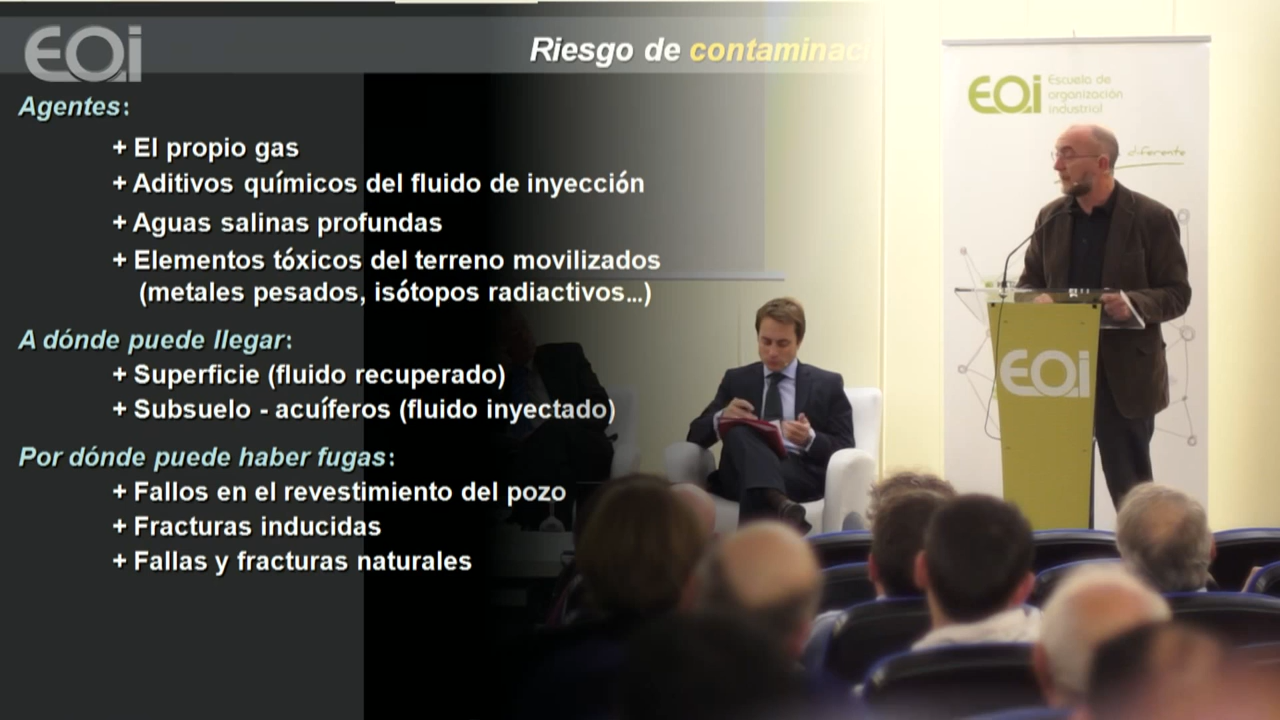 EOi
Riesgo de contaminaci
Agentes:
+ El propio gas
+ Aditivos químicos del fluido de inyección
+ Aguas salinas profundas
+ Elementos tóxicos del terreno movilizados
(metales pesados, isótopos radiactivos...)
A dónde puede llegar:
+ Superficie (fluido recuperado)
+ Subsuelo - acuíferos (fluido inyectado)
Por dónde puede haber fugas:
+ Fallos en el revestimiento del pozo
+ Fracturas inducidas
+ Fallas y fracturas naturales
EOi
Escuela de
organización
industrial
diferente
EOi